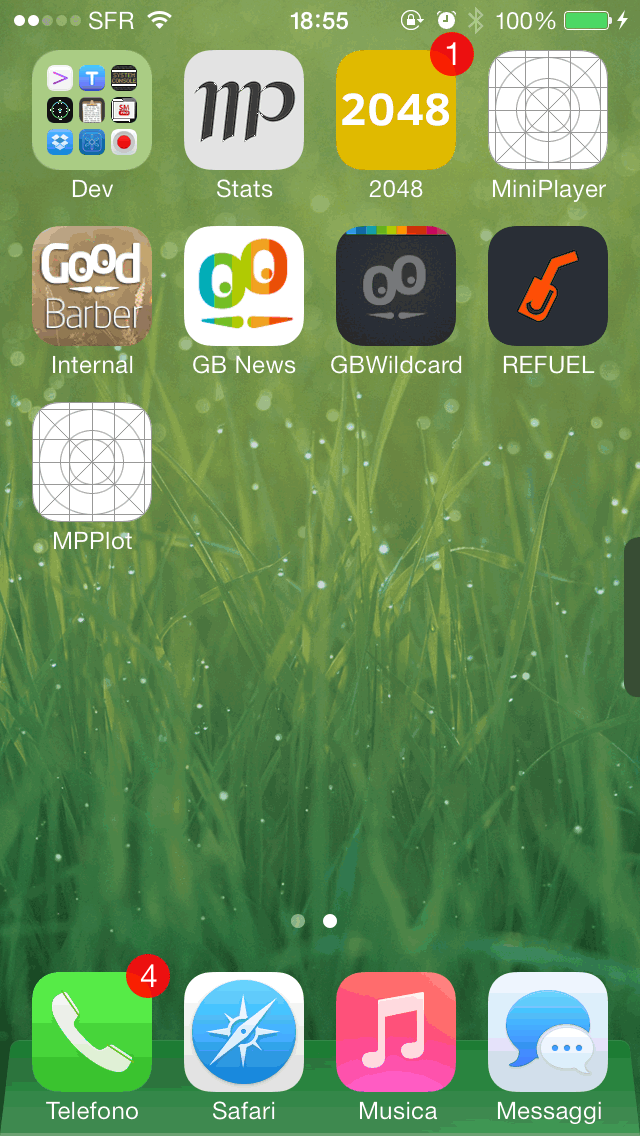 SFR 18:55 100%
1
mp 2048
Dev Stats 2048 MiniPlayer
Good
Barber
Internal GB News GBWildcard REFUEL
MPPlot
4
Telefono Safari Musica Messaggi